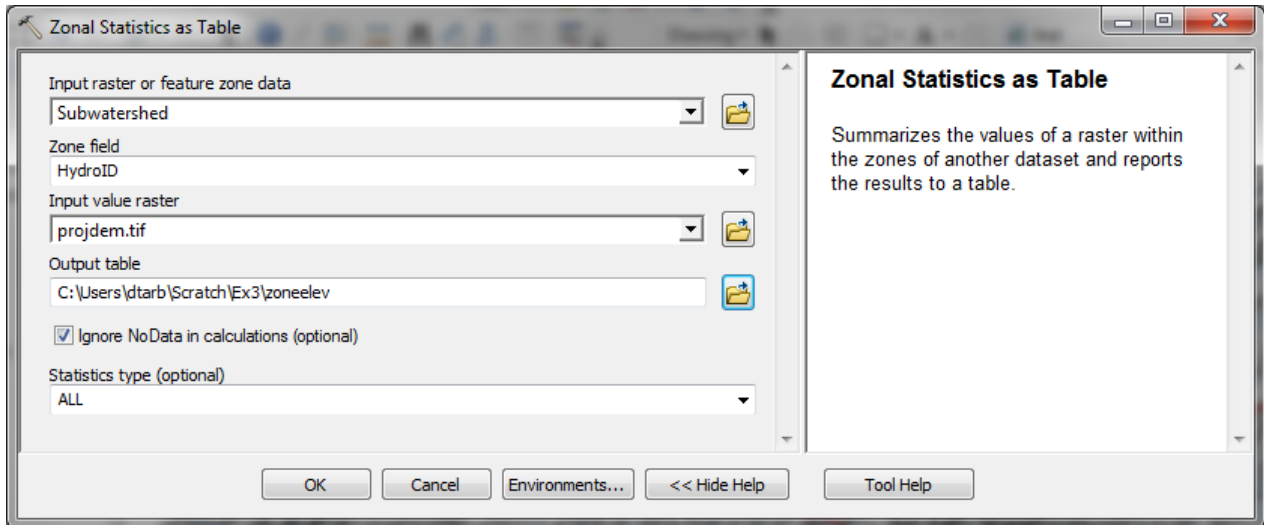 Zonal Statistics as Table
Input raster or feature zone data
Subwatershed
Zone field
HydroID
Input value raster
projdem.tif
Output table
C:\Users\dtarb\Scratch\Ex3\zoneelev
Ignore NoData in calculations (optional)
Statistics type (optional)
ALL
Zonal Statistics as Table
Summarizes the values of a raster within
the zones of another dataset and reports
the results to a table.
OK
Cancel
Environments...
<< Hide Help
Tool Help